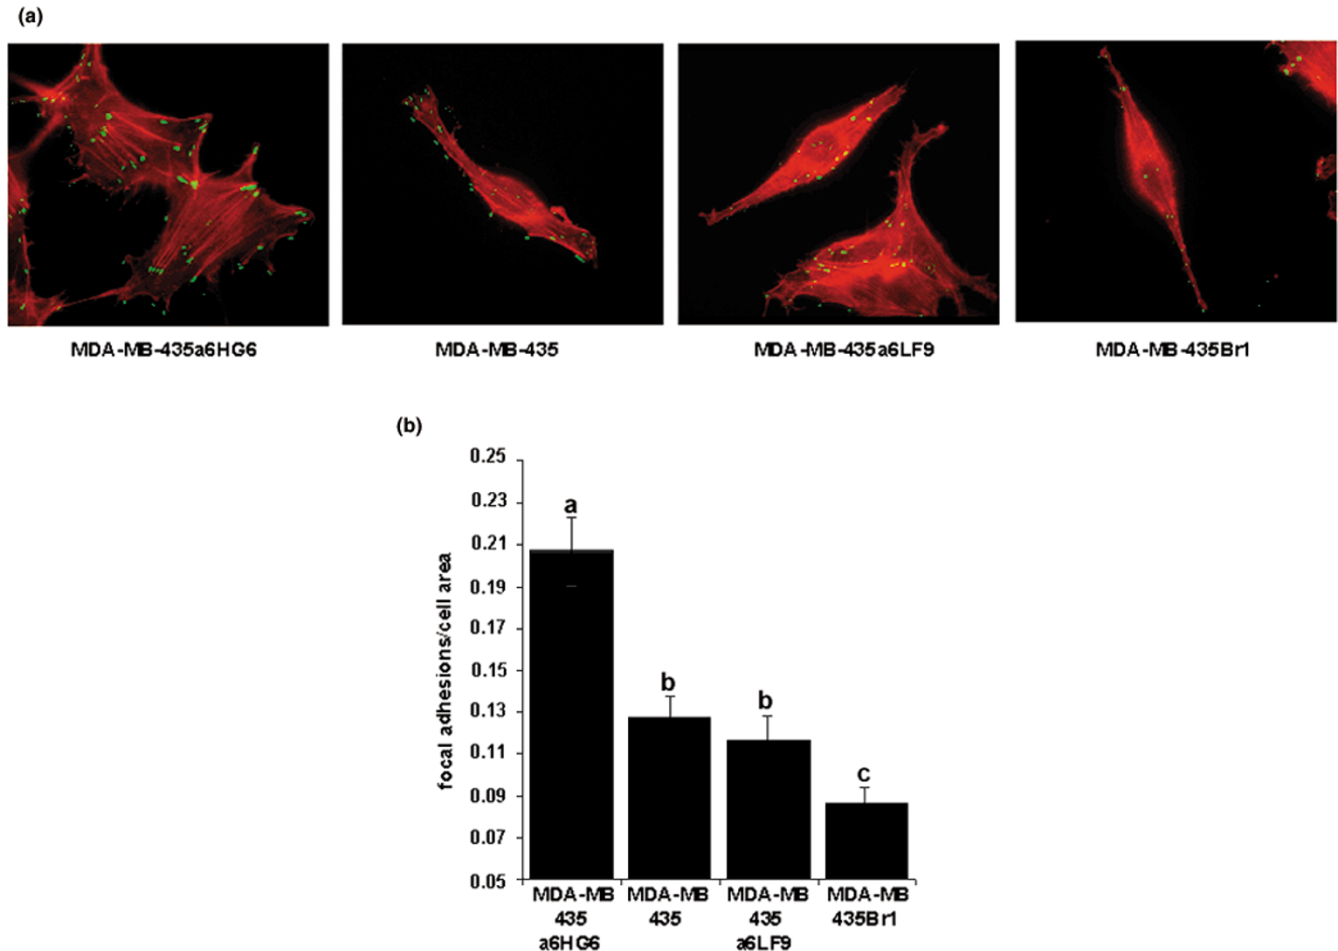 (a)
MDA-MB-435a6HG6
MDA-MB-435
MDA-MB-435a6LF9
MDA-MB-435Br1
(b)
focal adhesions/cell area
0.25
0.23
0.21
0.19
0.17
0.15
0.13
0.11
0.09
0.07
0.05
a
b
b
c
MDA-MB
435
a6HG6
MDA-MB
435
MDA-MB
435
a6LF9
MDA-MB
435Br1